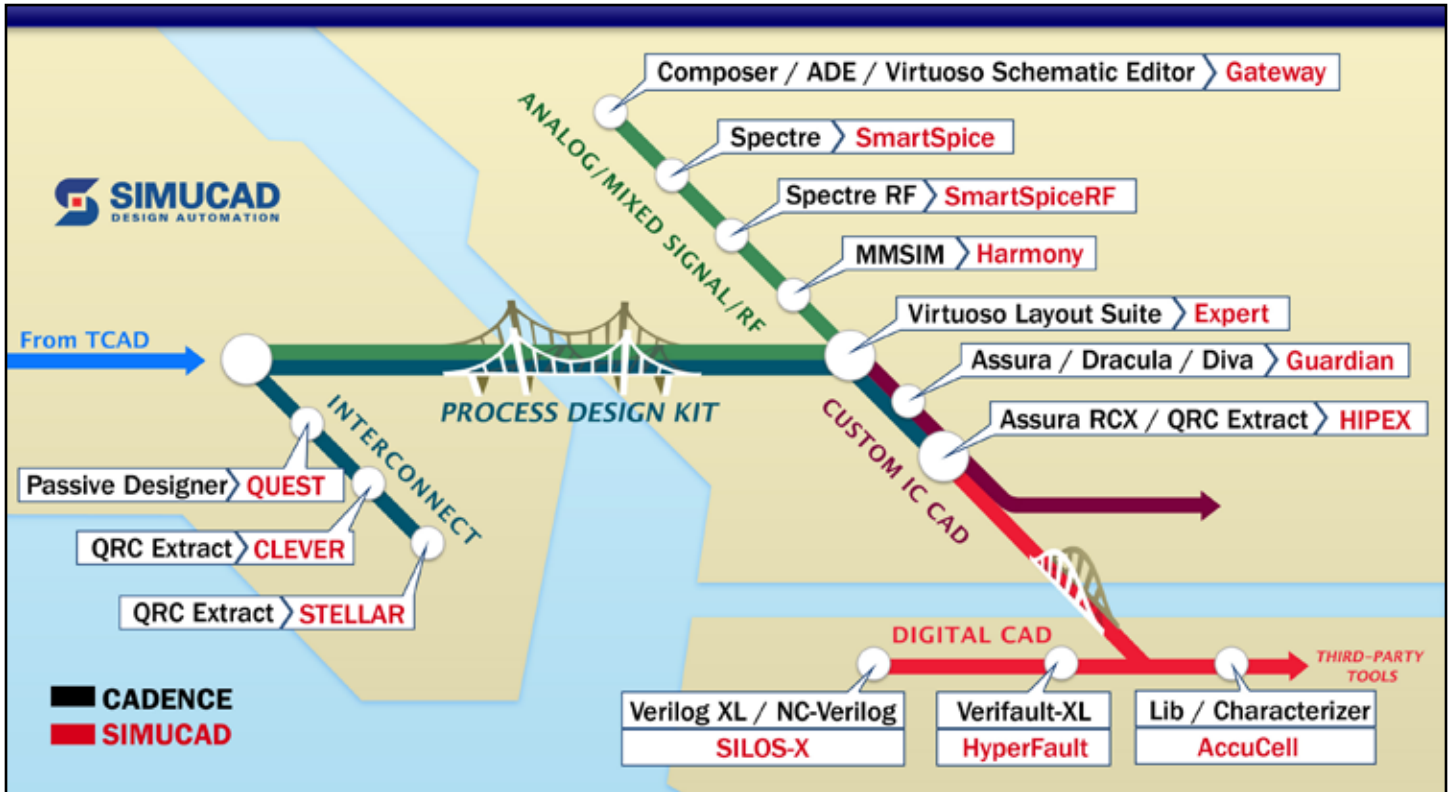 Composer / ADE / Virtuoso Schematic Editor Gateway
ANALOG/MIXED SIGNAL/RF
Spectre SmartSpice
SIMUCAD
DESIGN AUTOMATION
Spectre RF SmartSpiceRF
MMSIM Harmony
Virtuoso Layout Suite Expert
From TCAD
Assura / Dracula / Diva Guardian
PROCESS DESIGN KIT
INTERCONNECT
CUSTOM IC CAD
Assura RCX / QRC Extract HIPEX
Passive Designer QUEST
QRC Extract CLEVER
QRC Extract STELLAR
DIGITAL CAD
THIRD-PARTY
TOOLS
CADENCE
SIMUCAD
Verilog XL / NC-Verilog
SILOS-X
Verifault-XL
HyperFault
Lib / Characterizer
AccuCell